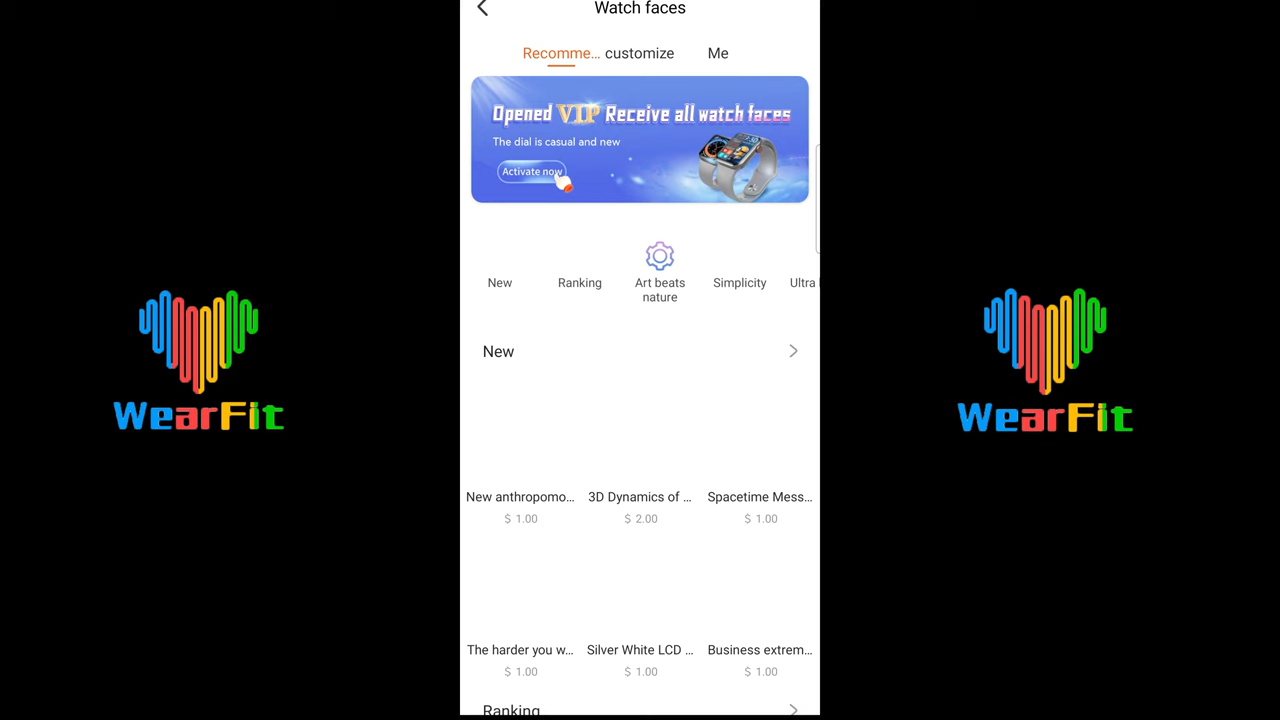 Watch faces
Recomme... customize Me
Opened VIP Receive all watch faces
The dial is casual and new
Activate now
New Ranking Art beats nature Simplicity Ultra
New
New anthropomo... 3D Dynamics of ... Spacetime Mess...
$ 1.00 $ 2.00 $ 1.00
The harder you w... Silver White LCD ... Business extrem...
$ 1.00 $ 1.00 $ 1.00
Ranking
WearFit
WearFit